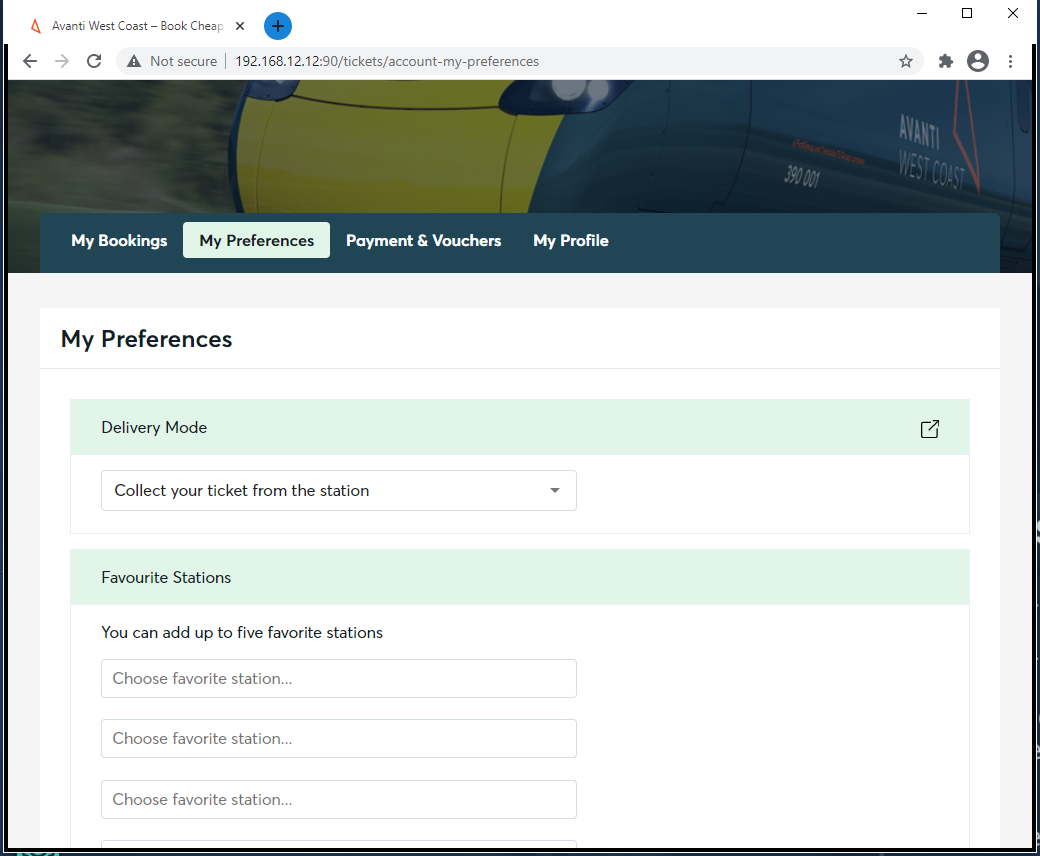 Avanti West Coast – Book Cheap
Not secure
192.168.12.12:90/tickets/account-my-preferences
AVANTI
WEST COAST
390 001
My Bookings
My Preferences
Payment & Vouchers
My Profile
My Preferences
Delivery Mode
Collect your ticket from the station
Favourite Stations
You can add up to five favorite stations
Choose favorite station...
Choose favorite station...
Choose favorite station...